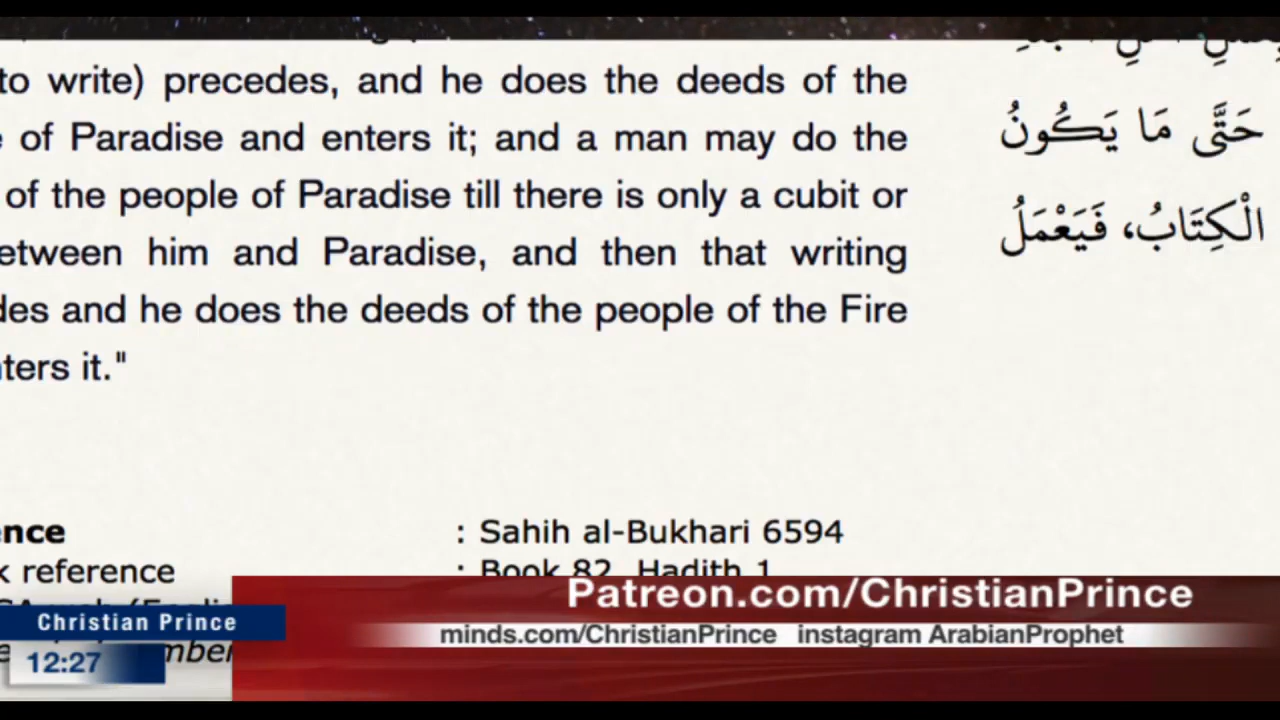 to write) precedes, and he does the deeds of the
of Paradise and enters it; and a man may do the
of the people of Paradise till there is only a cubit or
between him and Paradise, and then that writing
des and he does the deeds of the people of the Fire
nters it."
حَتَّى مَا يَكُونُ
الْكِتَابُ، فَيَعْمَلُ
ence : Sahih al-Bukhari 6594
k reference : Book 82, Hadith 1
Patreon.com/ChristianPrince
minds.com/ChristianPrince instagram ArabianProphet
Christian Prince
12:27